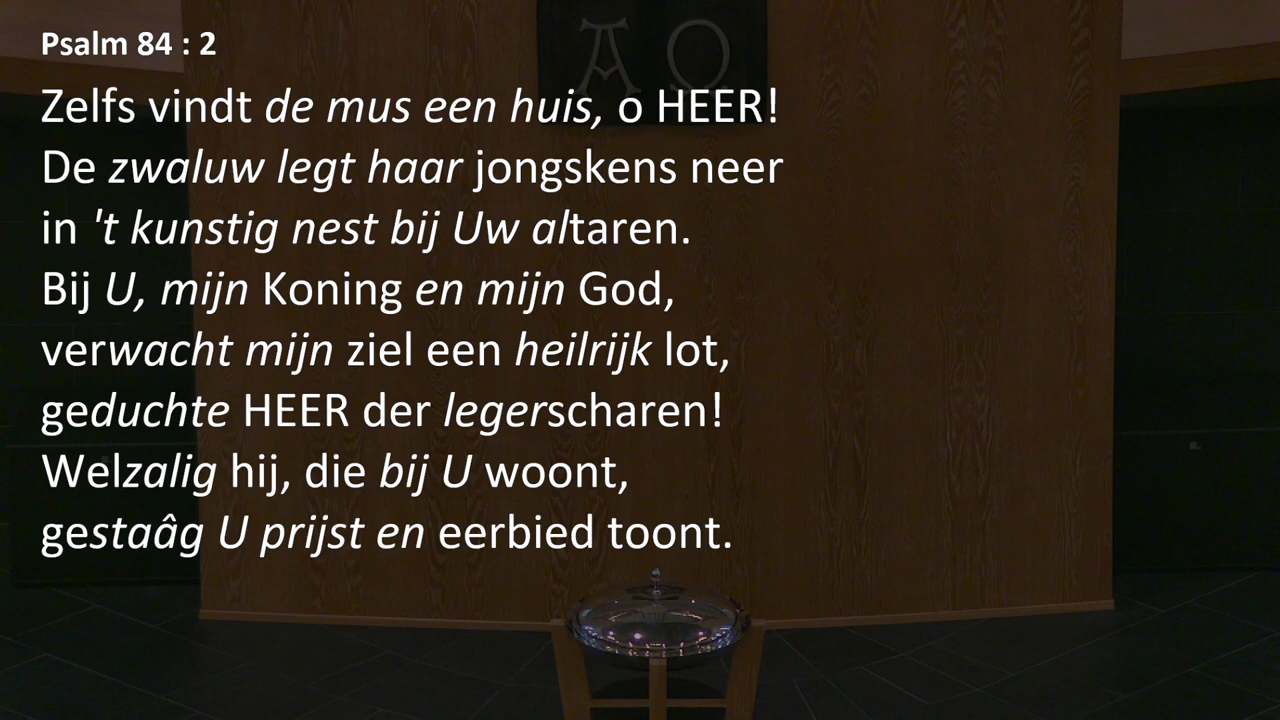 Α Ω
Psalm 84 : 2
Zelfs vindt de mus een huis, o HEER!
De zwaluw legt haar jongskens neer
in 't kunstig nest bij Uw altaren.
Bij U, mijn Koning en mijn God,
verwacht mijn ziel een heilrijk lot,
geduchte HEER der legerscharen!
Welzalig hij, die bij U woont,
gestaâg U prijst en eerbied toont.